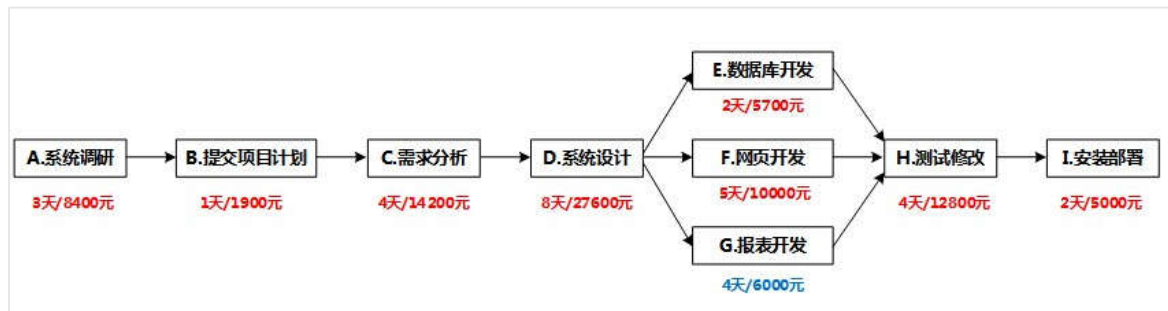 E.数据库开发
2天/5700元
A.系统调研
B.提交项目计划
C.需求分析
D.系统设计
F.网页开发
H.测试修改
I.安装部署
3天/8400元
1天/1900元
4天/14200元
8天/27600元
5天/10000元
4天/12800元
2天/5000元
G.报表开发
4天/6000元